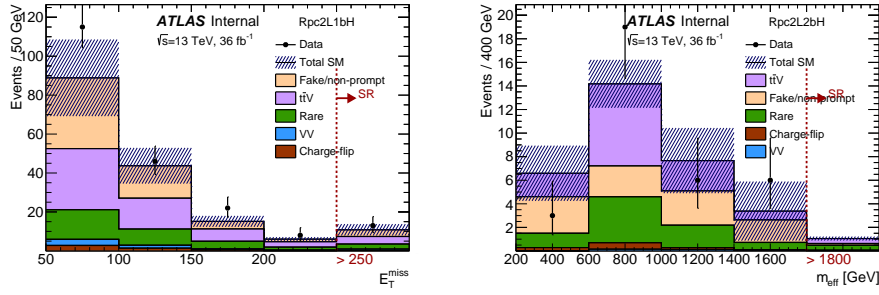 ATLAS Internal
Rpc2L1bH
√s=13 TeV, 36 fb-1
Data
Total SM
Fake/non-prompt
tt̄V
Rare
VV
Charge-flip
SR
Events / 50 GeV
120
100
80
60
40
20
50 100 150 200 > 250
E_T^miss
ATLAS Internal
Rpc2L2bH
√s=13 TeV, 36 fb-1
Data
Total SM
tt̄V
Fake/non-prompt
Rare
Charge-flip
VV
SR
Events / 400 GeV
20
18
16
14
12
10
8
6
4
2
200 400 600 800 1000 1200 1400 1600 > 1800
m_eff [GeV]